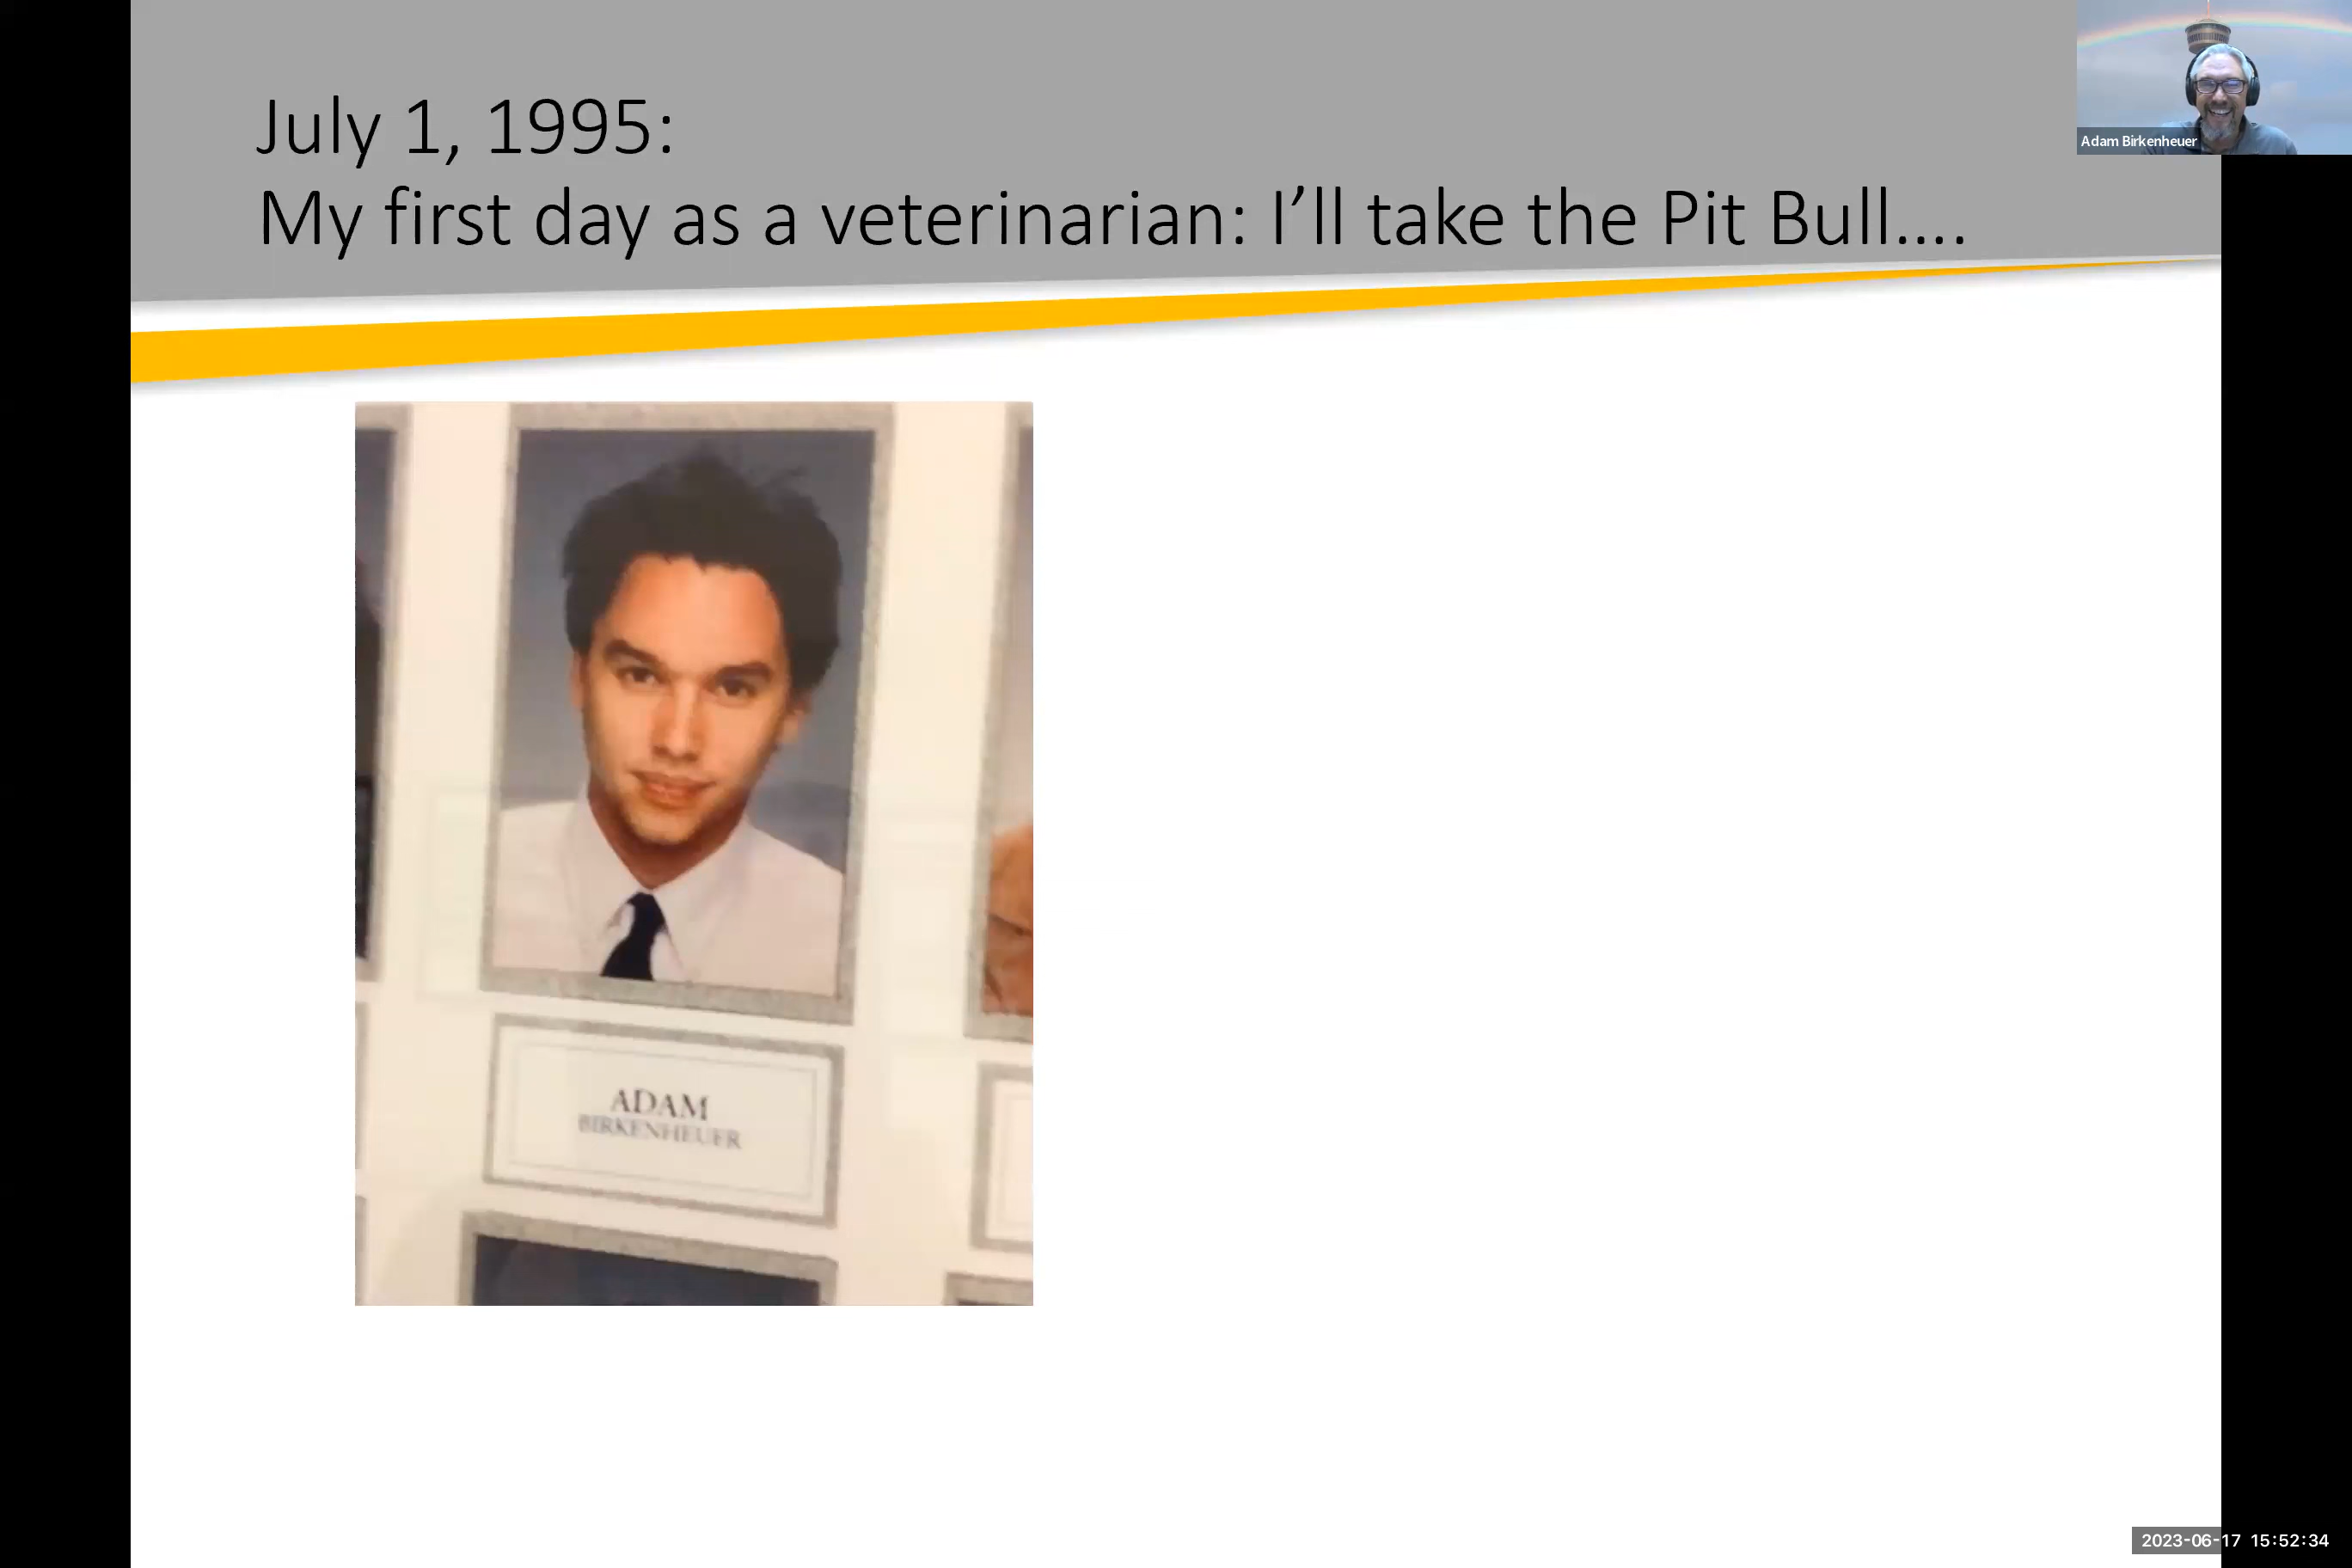 July 1, 1995:
My first day as a veterinarian: I’ll take the Pit Bull….
Adam Birkenheuer
ADAM
BIRKENHEUER
2023-06-17 15:52:34